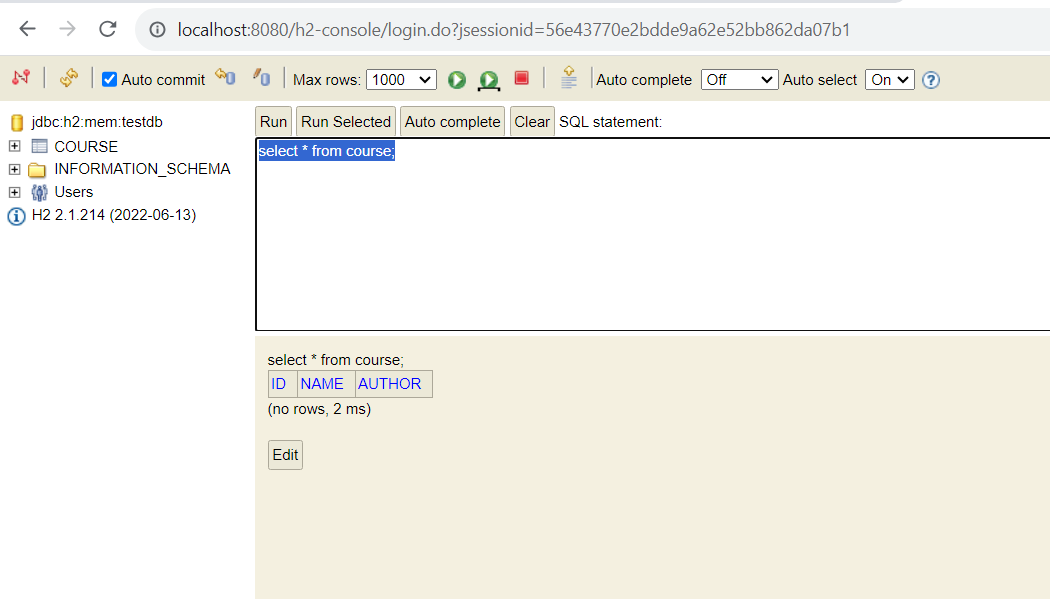 localhost:8080/h2-console/login.do?jsessionid=56e43770e2bdde9a62e52bb862da07b1
Auto commit Max rows: 1000 Auto complete Off Auto select On ?
jdbc:h2:mem:testdb
COURSE
INFORMATION_SCHEMA
Users
H2 2.1.214 (2022-06-13)
Run Run Selected Auto complete Clear SQL statement:
select * from course;
select * from course;
ID NAME AUTHOR
(no rows, 2 ms)
Edit